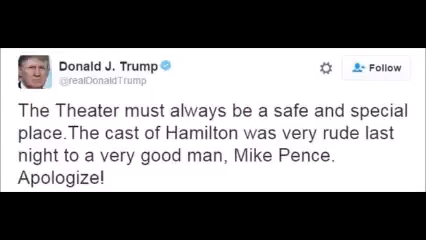 Donald J. Trump
@realDonaldTrump
Follow
The Theater must always be a safe and special
place.The cast of Hamilton was very rude last
night to a very good man, Mike Pence.
Apologize!